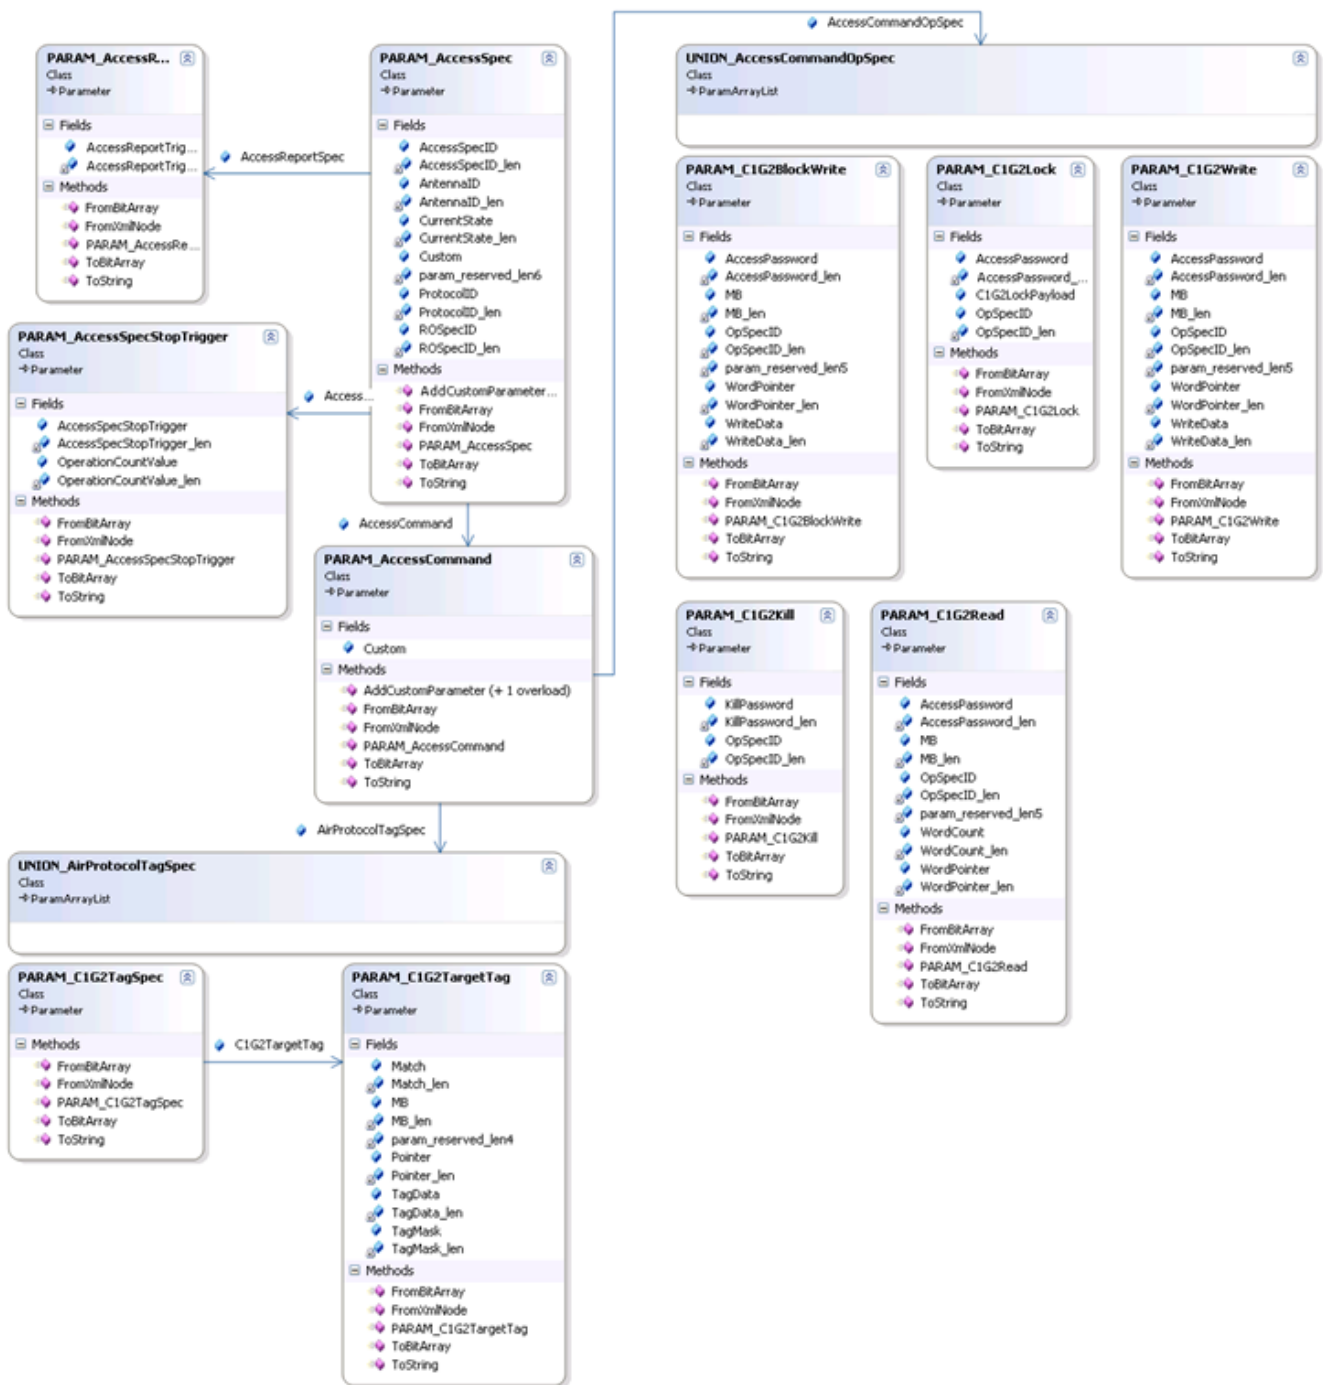 AccessCommandOpSpec
PARAM_AccessR...
Class
Parameter
Fields
AccessReportTrig...
AccessReportTrig...
Methods
FromBitArray
FromXmlNode
PARAM_AccessRe...
ToBitArray
ToString
AccessReportSpec
PARAM_AccessSpec
Class
Parameter
Fields
AccessSpecID
AccessSpecID_len
AntennaID
AntennaID_len
CurrentState
CurrentState_len
Custom
param_reserved_len6
ProtocolID
ProtocolID_len
ROSpecID
ROSpecID_len
Methods
AddCustomParameter...
FromBitArray
FromXmlNode
PARAM_AccessSpec
ToBitArray
ToString
UNION_AccessCommandOpSpec
Class
ParamArrayList
PARAM_C1G2BlockWrite
Class
Parameter
Fields
AccessPassword
AccessPassword_len
MB
MB_len
OpSpecID
OpSpecID_len
param_reserved_len5
WordPointer
WordPointer_len
WriteData
WriteData_len
Methods
FromBitArray
FromXmlNode
PARAM_C1G2BlockWrite
ToBitArray
ToString
PARAM_C1G2Lock
Class
Parameter
Fields
AccessPassword
AccessPassword_...
C1G2LockPayload
OpSpecID
OpSpecID_len
Methods
FromBitArray
FromXmlNode
PARAM_C1G2Lock
ToBitArray
ToString
PARAM_C1G2Write
Class
Parameter
Fields
AccessPassword
AccessPassword_len
MB
MB_len
OpSpecID
OpSpecID_len
param_reserved_len5
WordPointer
WordPointer_len
WriteData
WriteData_len
Methods
FromBitArray
FromXmlNode
PARAM_C1G2Write
ToBitArray
ToString
PARAM_AccessSpecStopTrigger
Class
Parameter
Fields
AccessSpecStopTrigger
AccessSpecStopTrigger_len
OperationCountValue
OperationCountValue_len
Methods
FromBitArray
FromXmlNode
PARAM_AccessSpecStopTrigger
ToBitArray
ToString
Access...
AccessCommand
PARAM_AccessCommand
Class
Parameter
Fields
Custom
Methods
AddCustomParameter (+ 1 overload)
FromBitArray
FromXmlNode
PARAM_AccessCommand
ToBitArray
ToString
PARAM_C1G2Kill
Class
Parameter
Fields
KillPassword
KillPassword_len
OpSpecID
OpSpecID_len
Methods
FromBitArray
FromXmlNode
PARAM_C1G2Kill
ToBitArray
ToString
PARAM_C1G2Read
Class
Parameter
Fields
AccessPassword
AccessPassword_len
MB
MB_len
OpSpecID
OpSpecID_len
param_reserved_len5
WordCount
WordCount_len
WordPointer
WordPointer_len
Methods
FromBitArray
FromXmlNode
PARAM_C1G2Read
ToBitArray
ToString
AirProtocolTagSpec
UNION_AirProtocolTagSpec
Class
ParamArrayList
PARAM_C1G2TagSpec
Class
Parameter
Methods
FromBitArray
FromXmlNode
PARAM_C1G2TagSpec
ToBitArray
ToString
C1G2TargetTag
PARAM_C1G2TargetTag
Class
Parameter
Fields
Match
Match_len
MB
MB_len
param_reserved_len4
Pointer
Pointer_len
TagData
TagData_len
TagMask
TagMask_len
Methods
FromBitArray
FromXmlNode
PARAM_C1G2TargetTag
ToBitArray
ToString